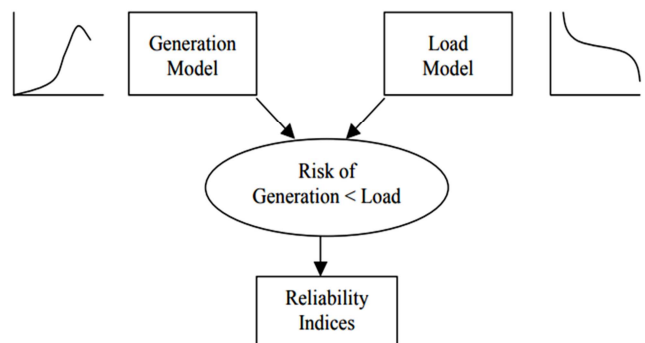 Generation
Model
Load
Model
Risk of
Generation < Load
Reliability
Indices